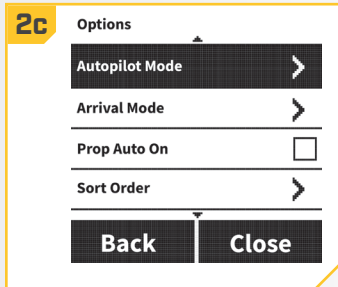 2c
Options
Autopilot Mode
Arrival Mode
Prop Auto On
Sort Order
Back Close